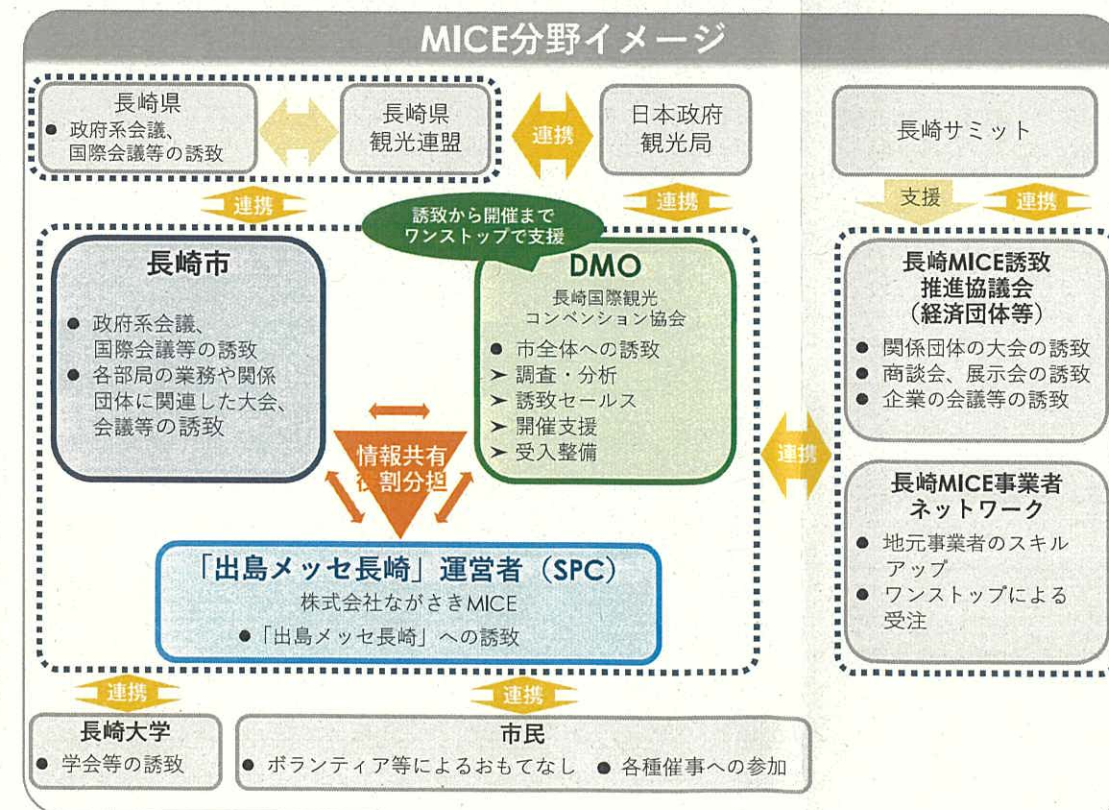 MICE分野イメージ
長崎県
● 政府系会議、
国際会議等の誘致
長崎県
観光連盟
連携
日本政府
観光局
長崎サミット
連携
連携
支援
連携
誘致から開催まで
ワンストップで支援
長崎市
● 政府系会議、
国際会議等の誘致
● 各部局の業務や関係
団体に関連した大会、
会議等の誘致
DMO
長崎国際観光
コンベンション協会
● 市全体への誘致
➤ 調査・分析
➤ 誘致セールス
➤ 開催支援
➤ 受入整備
情報共有
役割分担
「出島メッセ長崎」運営者（SPC）
株式会社ながさきMICE
●「出島メッセ長崎」への誘致
連携
長崎MICE誘致
推進協議会
（経済団体等）
● 関係団体の大会の誘致
● 商談会、展示会の誘致
● 企業の会議等の誘致
長崎MICE事業者
ネットワーク
● 地元事業者のスキル
アップ
● ワンストップによる
受注
連携
連携
長崎大学
● 学会等の誘致
市民
● ボランティア等によるおもてなし ● 各種催事への参加